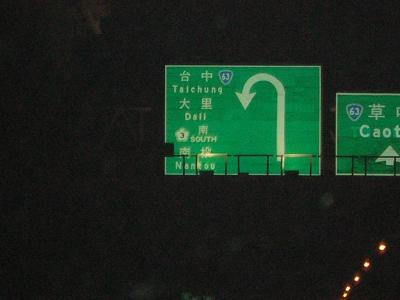 台中 63
Taichung
大里
Dali
3 南
SOUTH
南投
Nantou
63 草
Caot